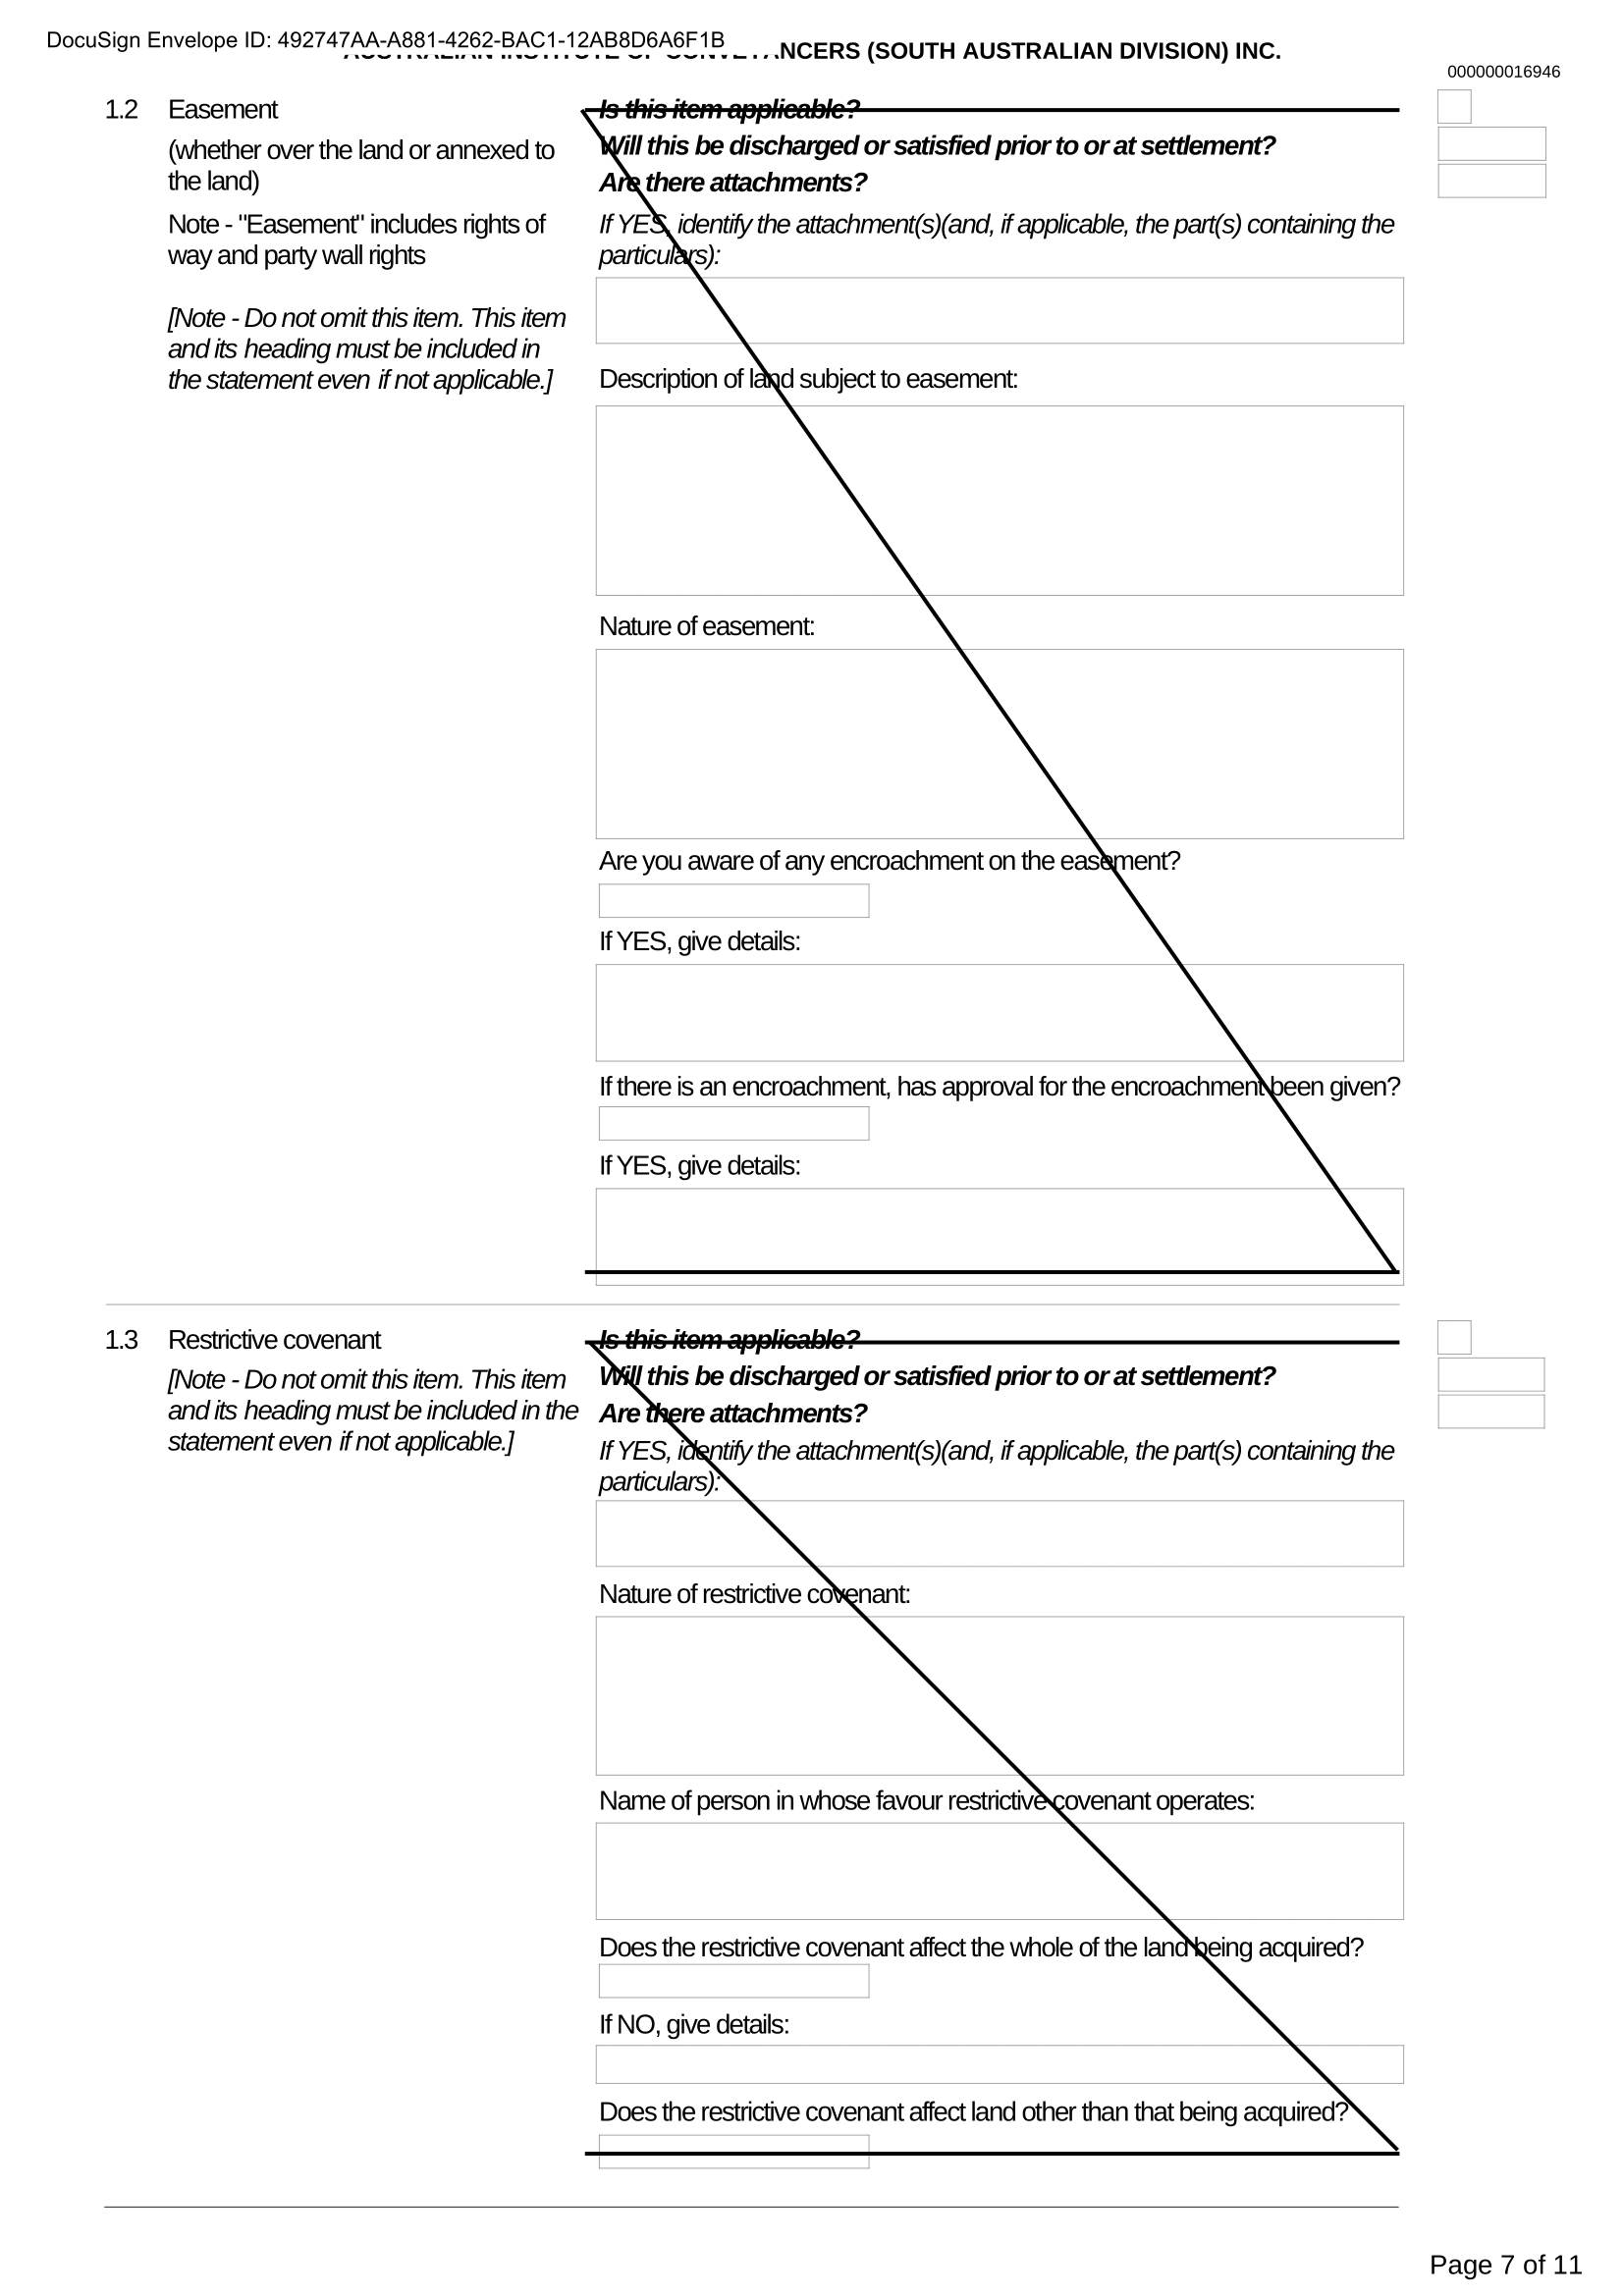 DocuSign Envelope ID: 492747AA-A881-4262-BAC1-12AB8D6A6F1B
AUSTRALIAN INSTITUTE OF CONVEYANCERS (SOUTH AUSTRALIAN DIVISION) INC.
000000016946
1.2 Easement
(whether over the land or annexed to
the land)
Note - "Easement" includes rights of
way and party wall rights
[Note - Do not omit this item. This item
and its heading must be included in
the statement even if not applicable.]
Is this item applicable?
Will this be discharged or satisfied prior to or at settlement?
Are there attachments?
If YES, identify the attachment(s)(and, if applicable, the part(s) containing the
particulars):
Description of land subject to easement:
Nature of easement:
Are you aware of any encroachment on the easement?
If YES, give details:
If there is an encroachment, has approval for the encroachment been given?
If YES, give details:
1.3 Restrictive covenant
[Note - Do not omit this item. This item
and its heading must be included in the
statement even if not applicable.]
Is this item applicable?
Will this be discharged or satisfied prior to or at settlement?
Are there attachments?
If YES, identify the attachment(s)(and, if applicable, the part(s) containing the
particulars):
Nature of restrictive covenant:
Name of person in whose favour restrictive covenant operates:
Does the restrictive covenant affect the whole of the land being acquired?
If NO, give details:
Does the restrictive covenant affect land other than that being acquired?
Page 7 of 11